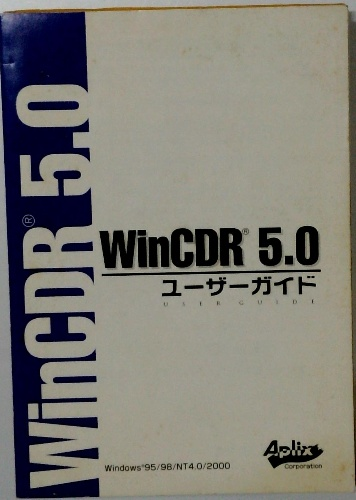 WinCDR® 5.0
WinCDR® 5.0
ユーザーガイド
USER GUIDE
Windows®95/98/NT4.0/2000
Aplix
Corporation